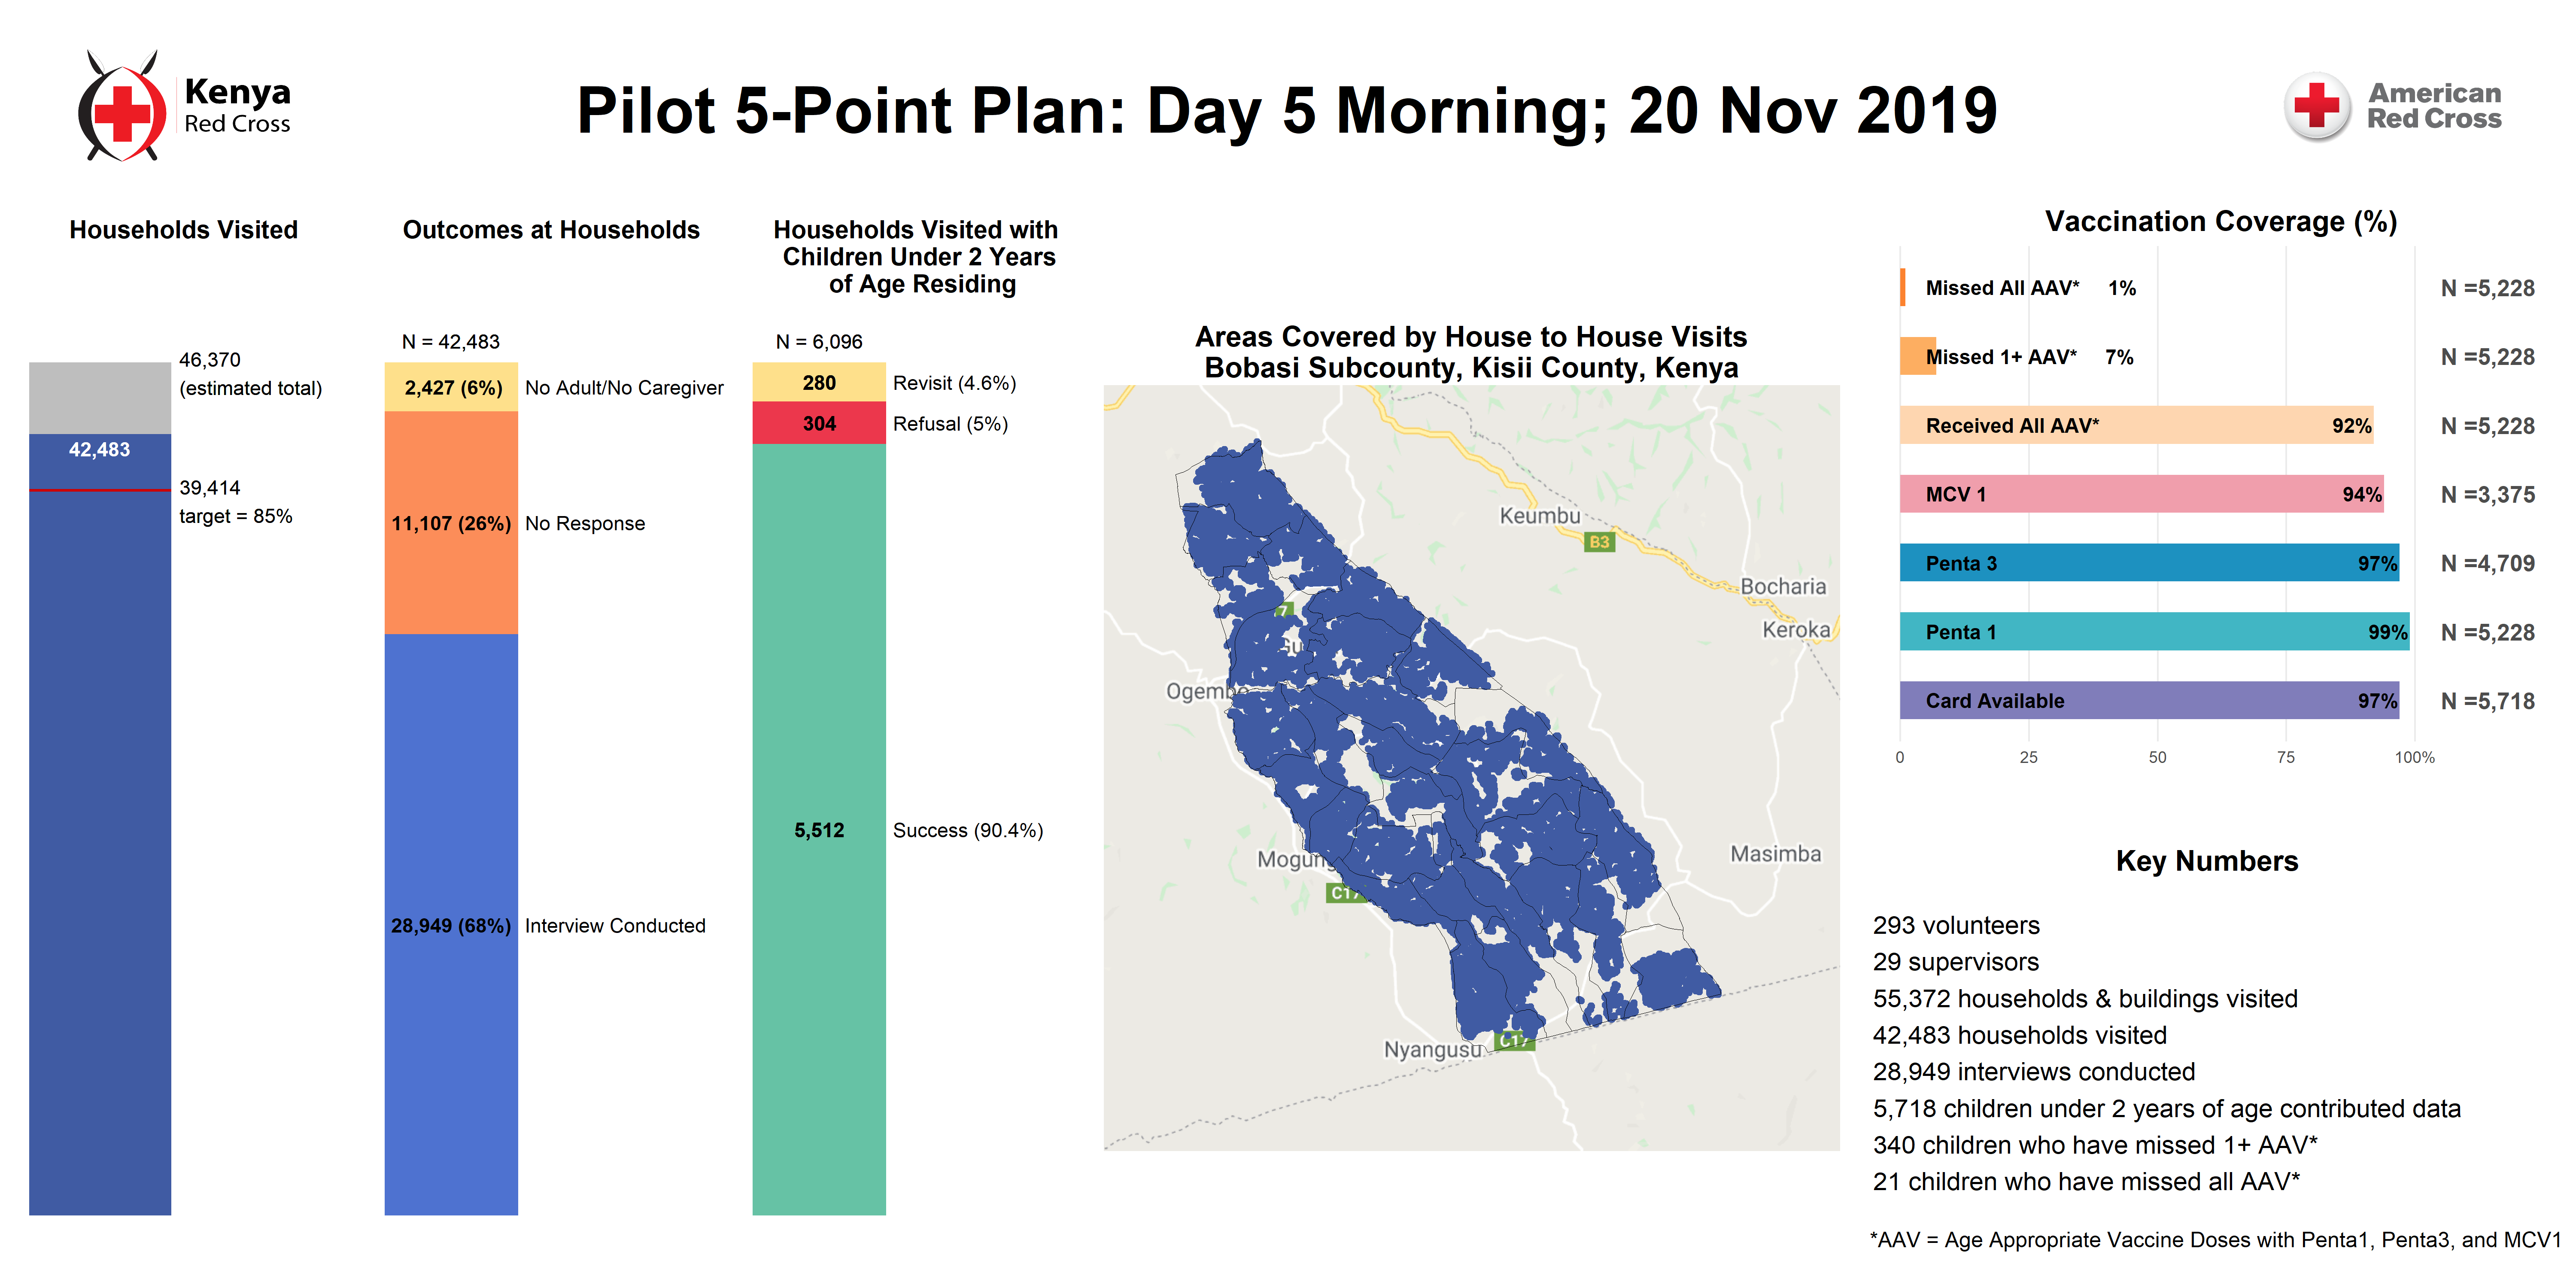 Kenya
Red Cross
Pilot 5-Point Plan: Day 5 Morning; 20 Nov 2019
American
Red Cross
Households Visited
46,370
(estimated total)
42,483
39,414
target = 85%
Outcomes at Households
N = 42,483
2,427 (6%) No Adult/No Caregiver
11,107 (26%) No Response
28,949 (68%) Interview Conducted
Households Visited with
Children Under 2 Years
of Age Residing
N = 6,096
280 Revisit (4.6%)
304 Refusal (5%)
5,512 Success (90.4%)
Areas Covered by House to House Visits
Bobasi Subcounty, Kisii County, Kenya
Keumbu
B3
Bocharia
Keroka
7
Masimba
C17
Nyangusu
C17
Vaccination Coverage (%)
Missed All AAV* 1% N =5,228
Missed 1+ AAV* 7% N =5,228
Received All AAV* 92% N =5,228
MCV 1 94% N =3,375
Penta 3 97% N =4,709
Penta 1 99% N =5,228
Card Available 97% N =5,718
0 25 50 75 100%
Key Numbers
293 volunteers
29 supervisors
55,372 households & buildings visited
42,483 households visited
28,949 interviews conducted
5,718 children under 2 years of age contributed data
340 children who have missed 1+ AAV*
21 children who have missed all AAV*
*AAV = Age Appropriate Vaccine Doses with Penta1, Penta3, and MCV1